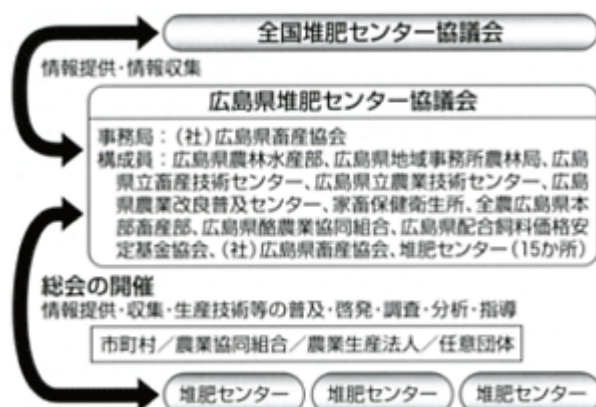 全国堆肥センター協議会
情報提供・情報収集
広島県堆肥センター協議会
事務局：(社)広島県畜産協会
構成員：広島県農林水産部、広島県地域事務所農林局、広島
県立畜産技術センター、広島県立農業技術センター、広島
県農業改良普及センター、家畜保健衛生所、全農広島県本
部畜産部、広島県酪農業協同組合、広島県配合飼料価格安
定基金協会、(社)広島県畜産協会、堆肥センター(15か所)
総会の開催
情報提供・収集・生産技術等の普及・啓発・調査・分析・指導
市町村／農業協同組合／農業生産法人／任意団体
堆肥センター 堆肥センター 堆肥センター